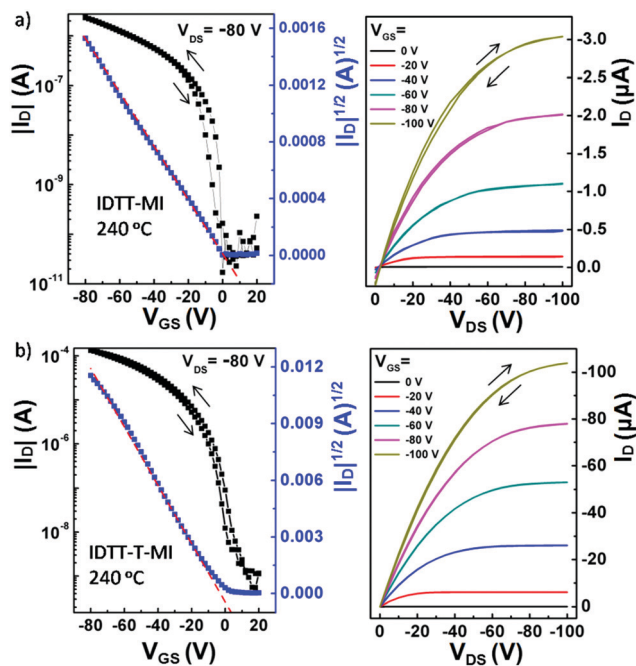 a)
V_DS= -80 V
|I_D| (A)
10⁻⁷
10⁻⁹
10⁻¹¹
IDTT-MI
240 ºC
-80 -60 -40 -20 0 20
V_GS (V)
0.0016
0.0012
0.0008
0.0004
0.0000
|I_D|^1/2 (A)^1/2
V_GS=
0 V
-20 V
-40 V
-60 V
-80 V
-100 V
-3.0
-2.5
-2.0
-1.5
-1.0
-0.5
0.0
I_D (µA)
0 -20 -40 -60 -80 -100
V_DS (V)
b)
V_DS= -80 V
|I_D| (A)
10⁻⁴
10⁻⁶
10⁻⁸
IDTT-T-MI
240 ºC
-80 -60 -40 -20 0 20
V_GS (V)
0.012
0.009
0.006
0.003
0.000
|I_D|^1/2 (A)^1/2
V_GS=
0 V
-20 V
-40 V
-60 V
-80 V
-100 V
-100
-80
-60
-40
-20
0
I_D (µA)
0 -20 -40 -60 -80 -100
V_DS (V)